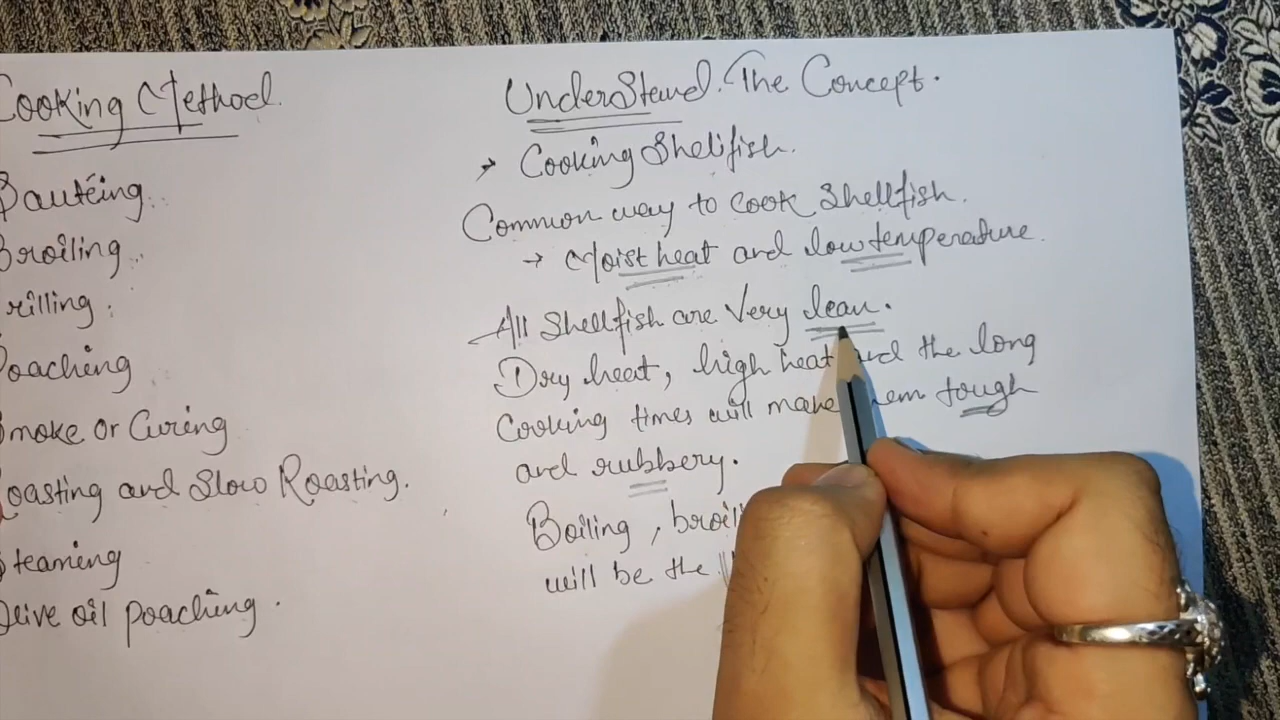 Cooking Method.
Sautéing.
Broiling.
rilling.
Poaching
Smoke or Curing
Roasting and Slow Roasting.
Steaming
Olive oil poaching.
UnderStand. The Concept.
→ Cooking Shellfish.
Common way to Cook Shellfish.
→ Moist heat and low temperature.
All Shellfish are Very lean.
Dry heat, high heat and the long
Cooking times will make them tough
and rubbery.
Boiling, broili
will be the